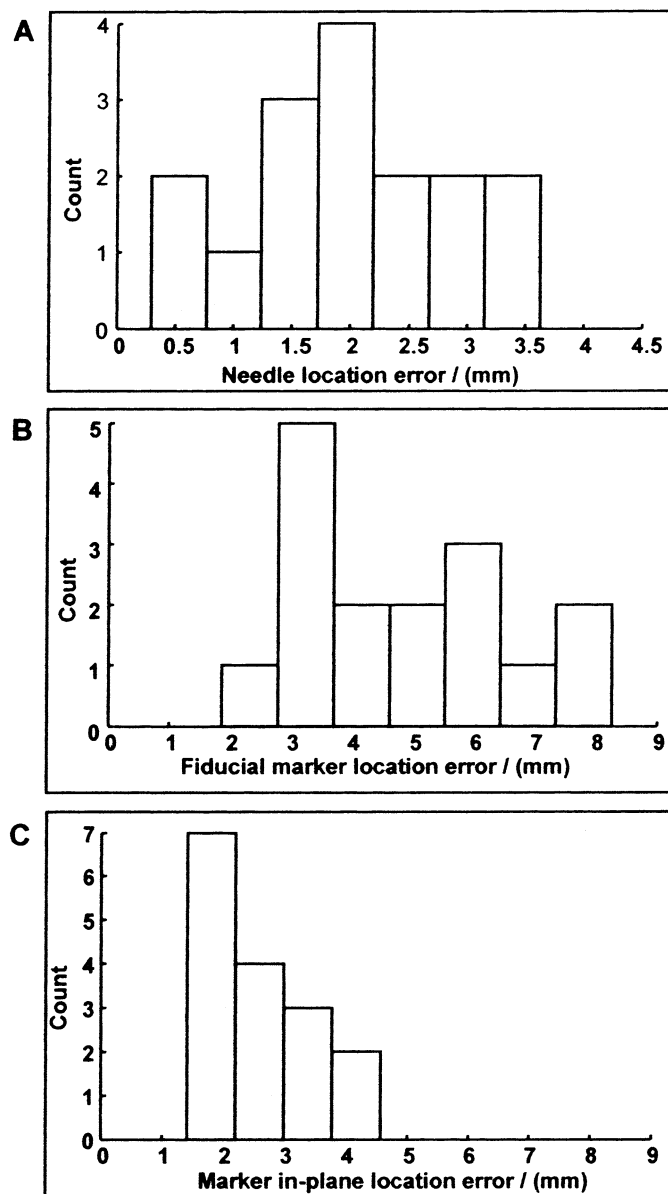 A
4
3
2
1
0
Count
0 0.5 1 1.5 2 2.5 3 3.5 4 4.5
Needle location error / (mm)
B
5
4
3
2
1
0
Count
0 1 2 3 4 5 6 7 8 9
Fiducial marker location error / (mm)
C
7
6
5
4
3
2
1
0
Count
0 1 2 3 4 5 6 7 8 9
Marker in-plane location error / (mm)